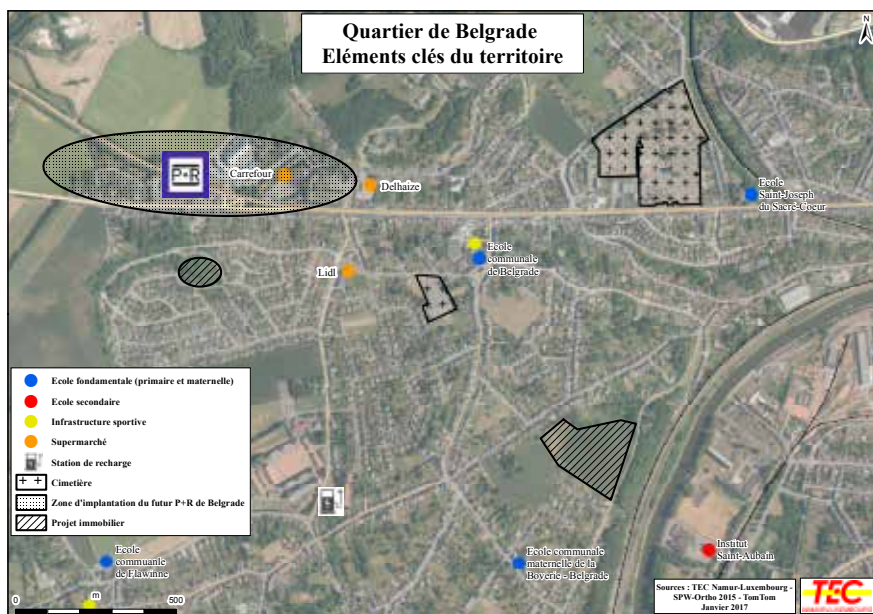 Quartier de Belgrade
Eléments clés du territoire
N
P+R
Carrefour
Delhaize
Ecole
Saint-Joseph
du Sacré-Coeur
Ecole
communale
de Belgrade
Lidl
Ecole fondamentale (primaire et maternelle)
Ecole secondaire
Infrastructure sportive
Supermarché
Station de recharge
Cimetière
Zone d'implantation du futur P+R de Belgrade
Projet immobilier
Ecole
commuanle
de Flawinne
Ecole communale
maternelle de la
Boverie - Belgrade
Institut
Saint-Aubain
m
0 500
Sources : TEC Namur-Luxembourg -
SPW-Ortho 2015 - TomTom
Janvier 2017
TEC